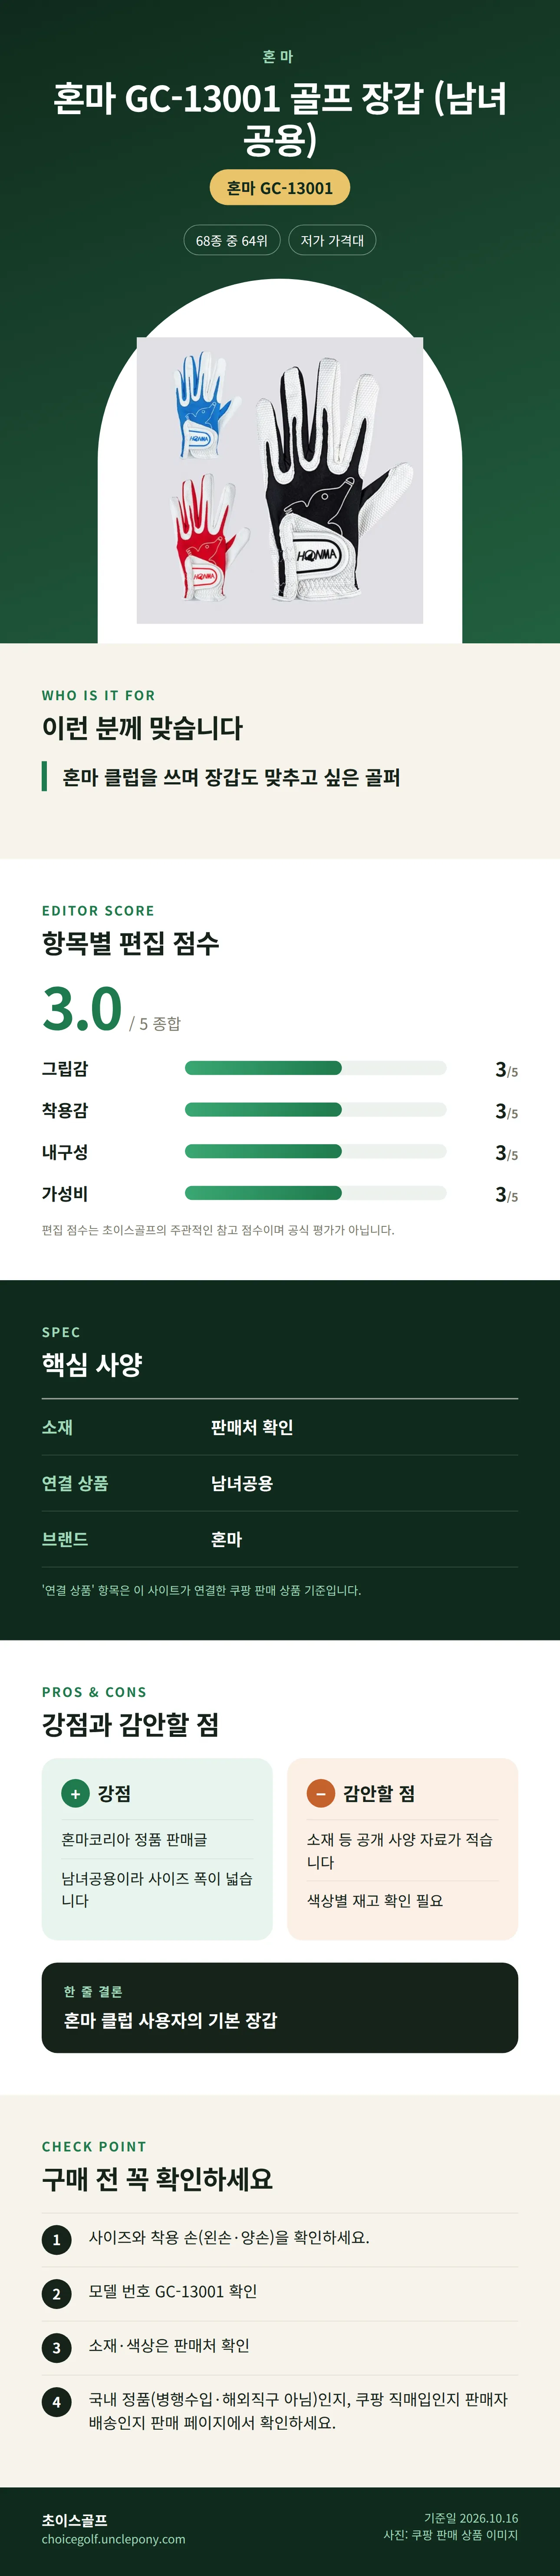 혼마
혼마 GC-13001 골프 장갑 (남녀
공용)
혼마 GC-13001
68종 중 64위
저가 가격대
HONMA
HONMA
HONMA
WHO IS IT FOR
이런 분께 맞습니다
혼마 클럽을 쓰며 장갑도 맞추고 싶은 골퍼
EDITOR SCORE
항목별 편집 점수
3.0 / 5 종합
그립감 3/5
착용감 3/5
내구성 3/5
가성비 3/5
편집 점수는 초이스골프의 주관적인 참고 점수이며 공식 평가가 아닙니다.
SPEC
핵심 사양
소재 판매처 확인
연결 상품 남녀공용
브랜드 혼마
'연결 상품' 항목은 이 사이트가 연결한 쿠팡 판매 상품 기준입니다.
PROS & CONS
강점과 감안할 점
+ 강점
혼마코리아 정품 판매글
남녀공용이라 사이즈 폭이 넓습
니다
− 감안할 점
소재 등 공개 사양 자료가 적습
니다
색상별 재고 확인 필요
한 줄 결론
혼마 클럽 사용자의 기본 장갑
CHECK POINT
구매 전 꼭 확인하세요
1 사이즈와 착용 손(왼손·양손)을 확인하세요.
2 모델 번호 GC-13001 확인
3 소재·색상은 판매처 확인
4 국내 정품(병행수입·해외직구 아님)인지, 쿠팡 직매입인지 판매자
배송인지 판매 페이지에서 확인하세요.
초이스골프
choicegolf.unclepony.com
기준일 2026.10.16
사진: 쿠팡 판매 상품 이미지